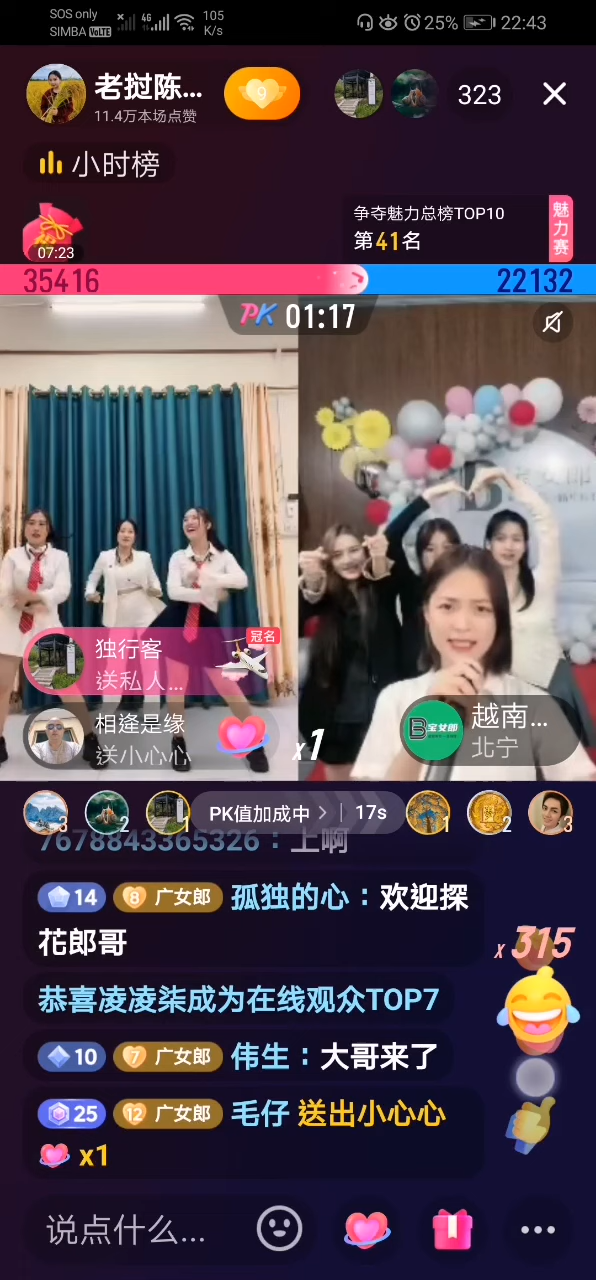 SOS only
SIMBA VoLTE
4G
105
K/s
25%
22:43
老挝陈...
11.4万本场点赞
9
323
小时榜
07:23
争夺魅力总榜TOP10
第41名
魅力赛
35416
22132
PK 01:17
冠名
独行客
送私人...
相逢是缘
送小心心
x1
宝女郎
越南...
北宁
3
2
1
PK值加成中 > | 17s
1
2
3
7678843365326：上啊
14 8 广女郎 孤独的心：欢迎探
花郎哥
x315
恭喜凌凌柒成为在线观众TOP7
10 7 广女郎 伟生：大哥来了
25 12 广女郎 毛仔 送出小心心
x1
说点什么...